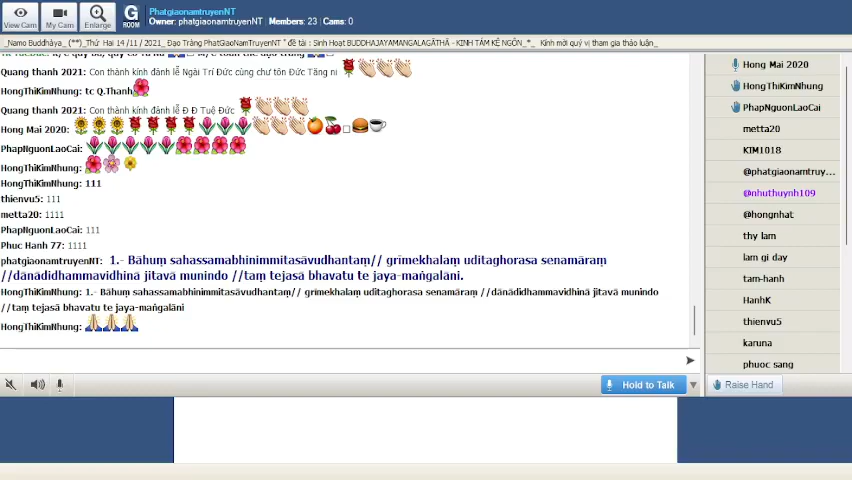 PhatgiaonamtruyenNT
Owner: phatgiaonamtruyenNT | Members: 23 | Cams: 0
View Cam
My Cam
Enlarge
G
ROOM
_Namo Buddhàya_ (**)_Thứ Hai 14 /11 / 2021_ Đạo Tràng PhatGiaoNamTruyenNT " đề tài : Sinh Hoạt BUDDHAJAYAMANGALAGĀTHĀ - KINH TÁM KỆ NGÔN_*_ Kính mời quý vị tham gia thảo luận_
Quang thanh 2021: Con thành kính đảnh lễ Ngài Trí Đức cùng chư tôn Đức Tăng ni
HongThiKimNhung: tc Q.Thanh
Quang thanh 2021: Con thành kính đảnh lễ Đ Đ Tuệ Đức
Hong Mai 2020:
PhapNguonLaoCai:
HongThiKimNhung:
HongThiKimNhung: 111
thienvu5: 111
metta20: 1111
PhapNguonLaoCai: 111
Phuc Hanh 77: 1111
phatgiaonamtruyenNT: 1.- Bāhuṃ sahassamabhinimmitasāvudhantaṃ// grīmekhalaṃ uditaghorasa senamāraṃ
//dānādidhammavidhinā jitavā munindo //taṃ tejasā bhavatu te jaya-maṅgalāni.
HongThiKimNhung: 1.- Bāhuṃ sahassamabhinimmitasāvudhantaṃ// grīmekhalaṃ uditaghorasa senamāraṃ //dānādidhammavidhinā jitavā munindo
//taṃ tejasā bhavatu te jaya-maṅgalāni
HongThiKimNhung:
Hold to Talk
Hong Mai 2020
HongThiKimNhung
PhapNguonLaoCai
metta20
KIM1018
@phatgiaonamtruy...
@nhuthuynh109
@hongnhat
thy lam
lam gi day
tam-hanh
HanhK
thienvu5
karuna
phuoc sang
Raise Hand